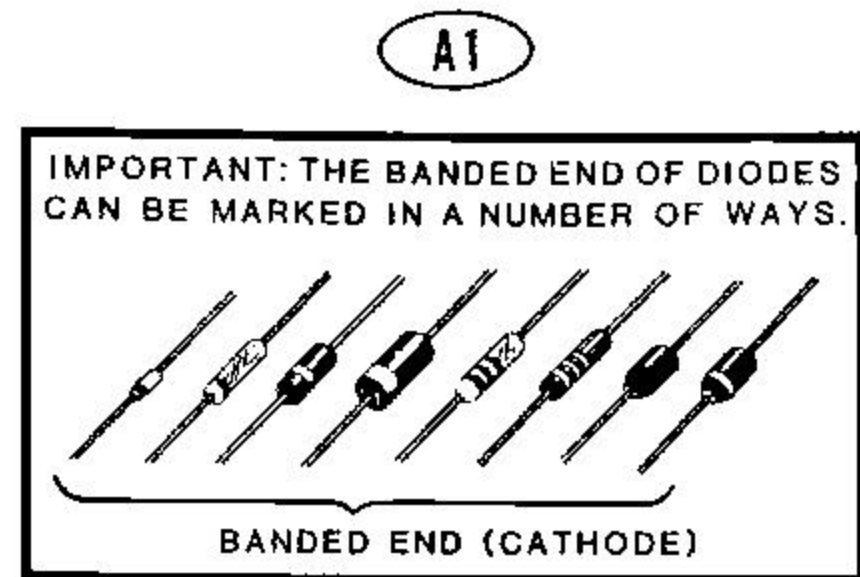 A1
IMPORTANT: THE BANDED END OF DIODES
CAN BE MARKED IN A NUMBER OF WAYS.
BANDED END (CATHODE)